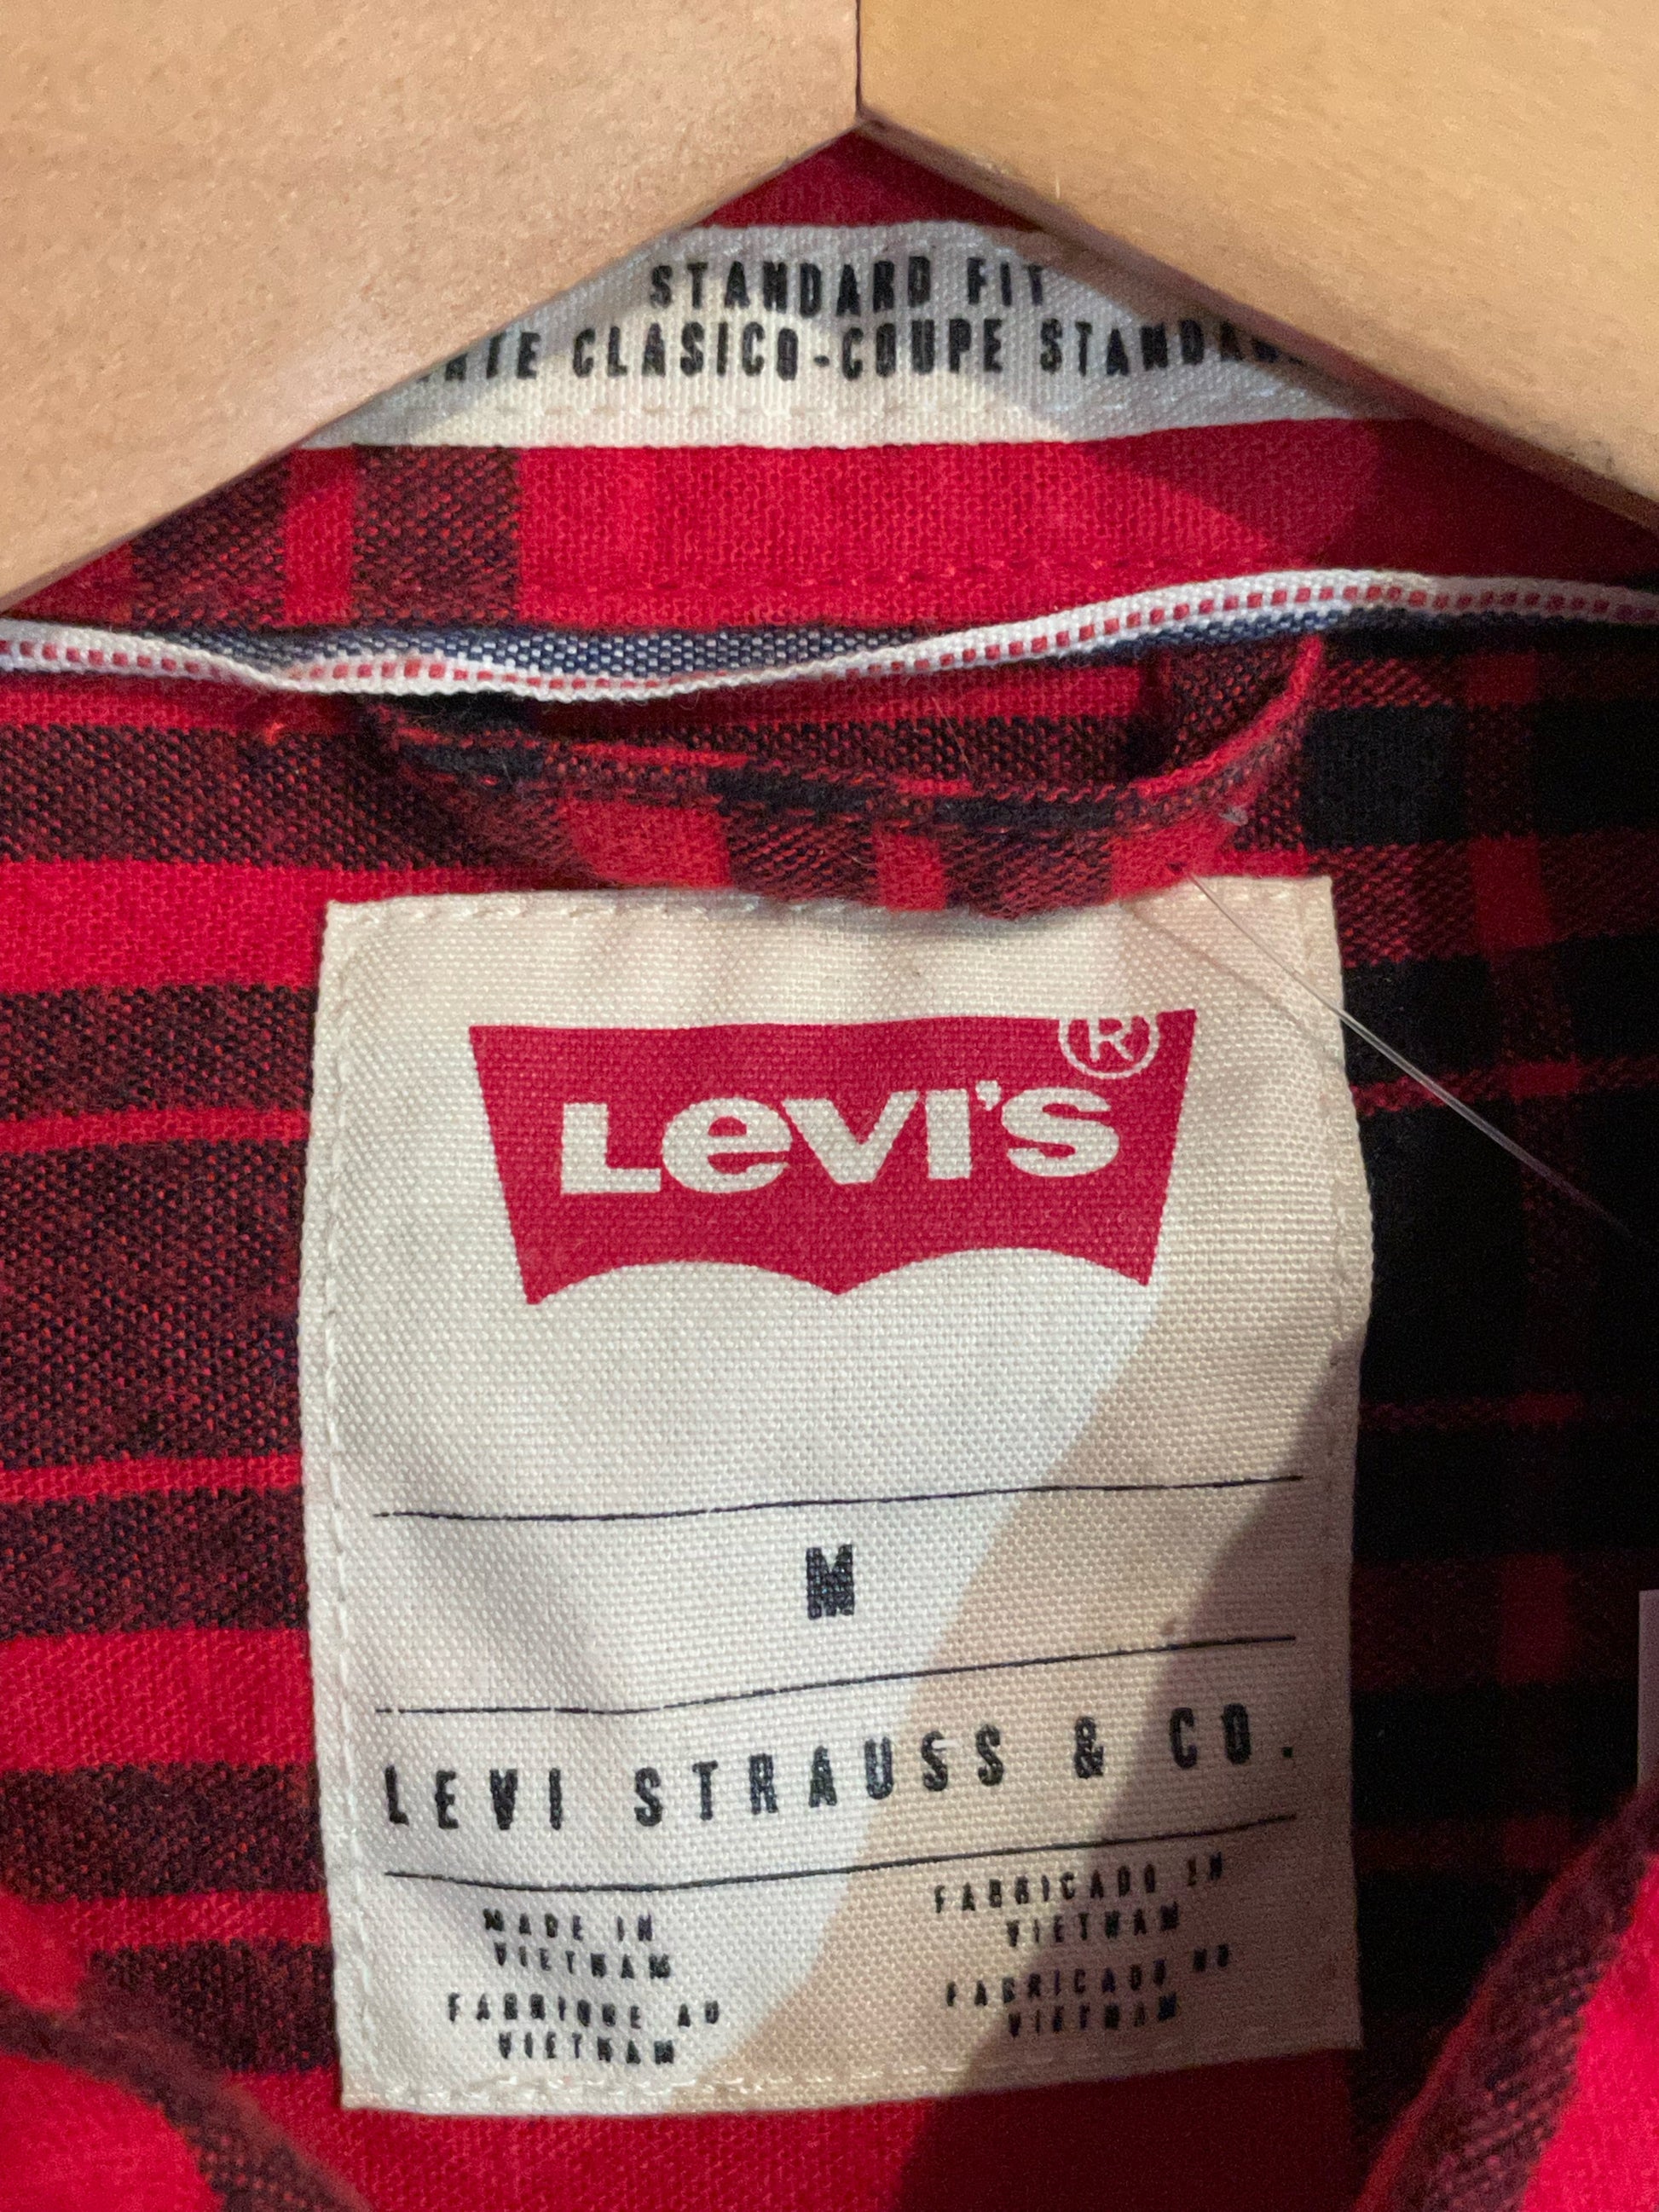 STANDARD FIT
CLASICO-COUPE
Levi's®
M
LEVI STRAUSS & CO.
MADE IN
VIETNAM
FABRIQUE AU
VIETNAM
FABRICADO EN
VIETNAM
FABRICADO NO
VIETNAM